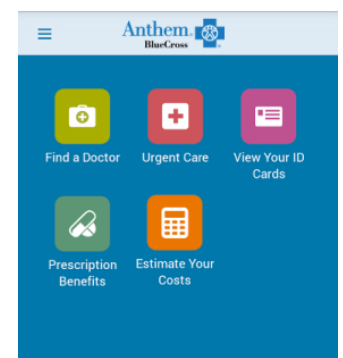 Anthem
BlueCross
Find a Doctor
Urgent Care
View Your ID
Cards
Prescription
Benefits
Estimate Your
Costs